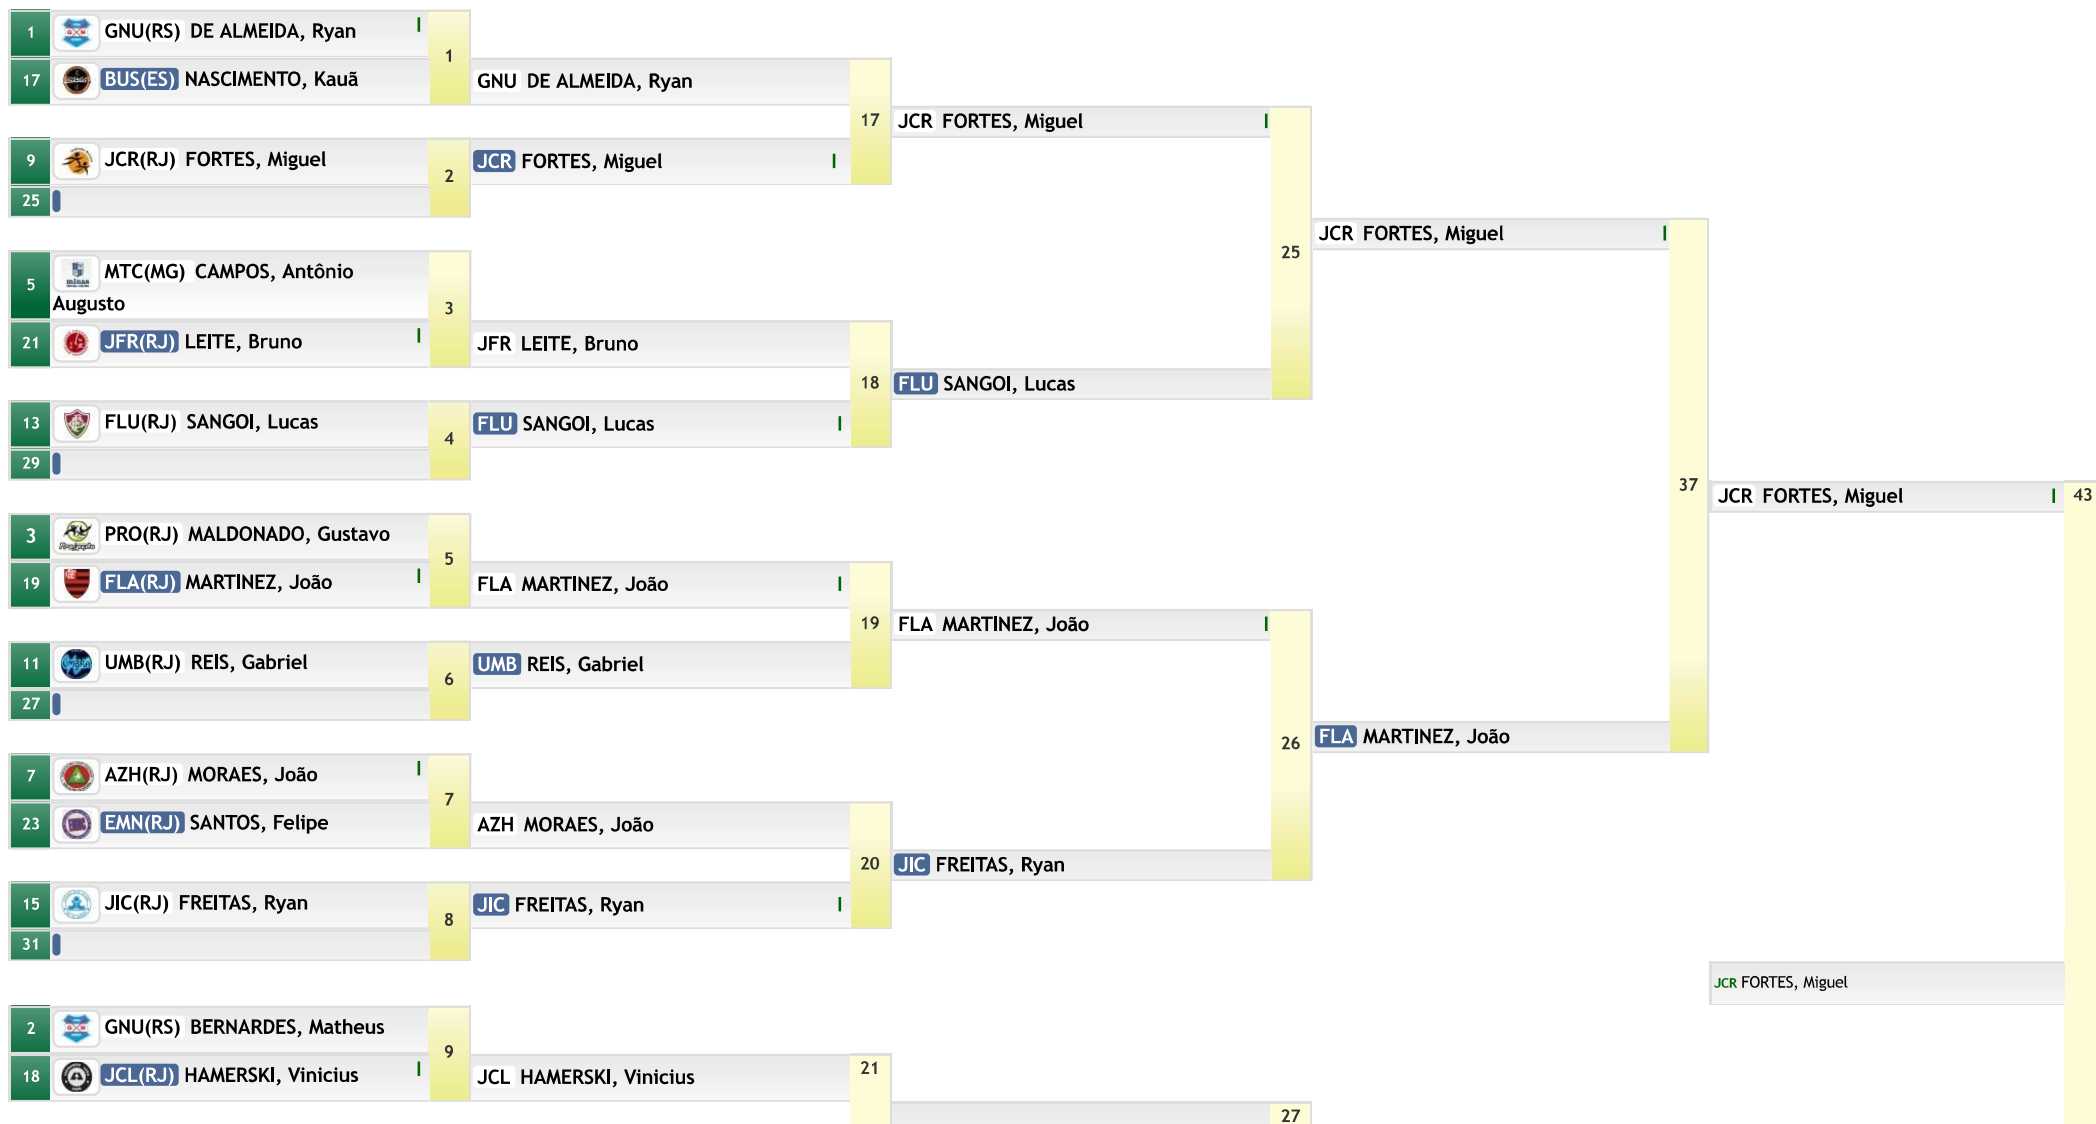 1 GNU(RS) DE ALMEIDA, Ryan I
1
17 BUS(ES) NASCIMENTO, Kauã
GNU DE ALMEIDA, Ryan
17
JCR FORTES, Miguel I
9 JCR(RJ) FORTES, Miguel
2
JCR FORTES, Miguel I
25
JCR FORTES, Miguel I
25
5 MTC(MG) CAMPOS, Antônio
Augusto
3
21 JFR(RJ) LEITE, Bruno I
JFR LEITE, Bruno
18
FLU SANGOI, Lucas
13 FLU(RJ) SANGOI, Lucas
4
FLU SANGOI, Lucas I
29
37
JCR FORTES, Miguel I
43
3 PRO(RJ) MALDONADO, Gustavo
5
19 FLA(RJ) MARTINEZ, João I
FLA MARTINEZ, João I
19
FLA MARTINEZ, João I
11 UMB(RJ) REIS, Gabriel
6
UMB REIS, Gabriel
27
26
FLA MARTINEZ, João
7 AZH(RJ) MORAES, João I
7
23 EMN(RJ) SANTOS, Felipe
AZH MORAES, João
20
JIC FREITAS, Ryan
15 JIC(RJ) FREITAS, Ryan
8
JIC FREITAS, Ryan I
31
JCR FORTES, Miguel
2 GNU(RS) BERNARDES, Matheus
9
18 JCL(RJ) HAMERSKI, Vinicius I
JCL HAMERSKI, Vinicius
21
27